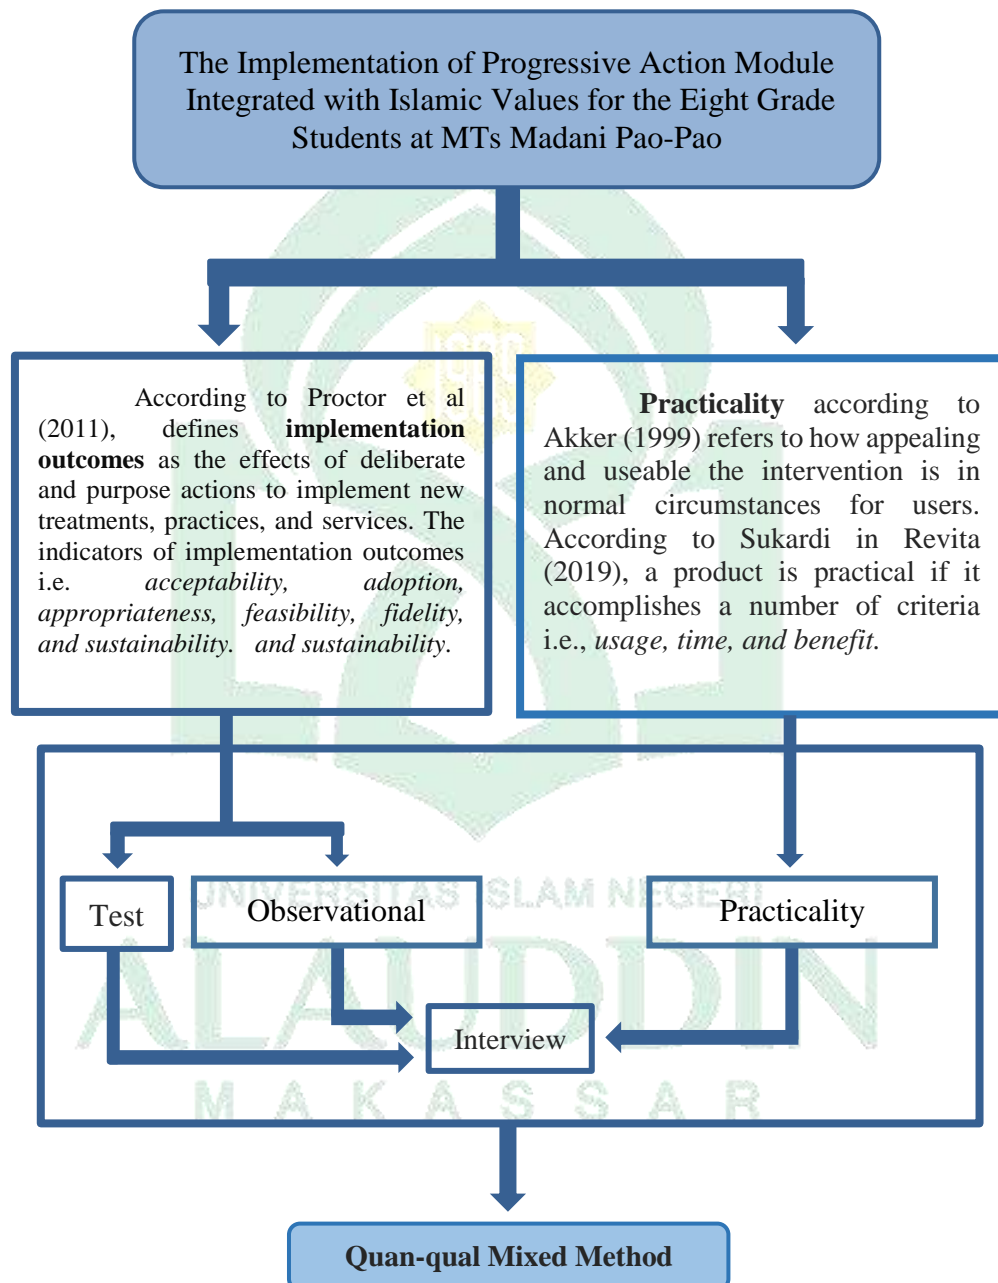 The Implementation of Progressive Action Module
Integrated with Islamic Values for the Eight Grade
Students at MTs Madani Pao-Pao
According to Proctor et al
(2011), defines implementation
outcomes as the effects of deliberate
and purpose actions to implement new
treatments, practices, and services. The
indicators of implementation outcomes
i.e. acceptability, adoption,
appropriateness, feasibility, fidelity,
and sustainability. and sustainability.
Practicality according to
Akker (1999) refers to how appealing
and useable the intervention is in
normal circumstances for users.
According to Sukardi in Revita
(2019), a product is practical if it
accomplishes a number of criteria
i.e., usage, time, and benefit.
UNIVERSITAS ISLAM NEGERI
Test
Observational
Practicality
ALAUDDIN
Interview
MAKASSAR
Quan-qual Mixed Method